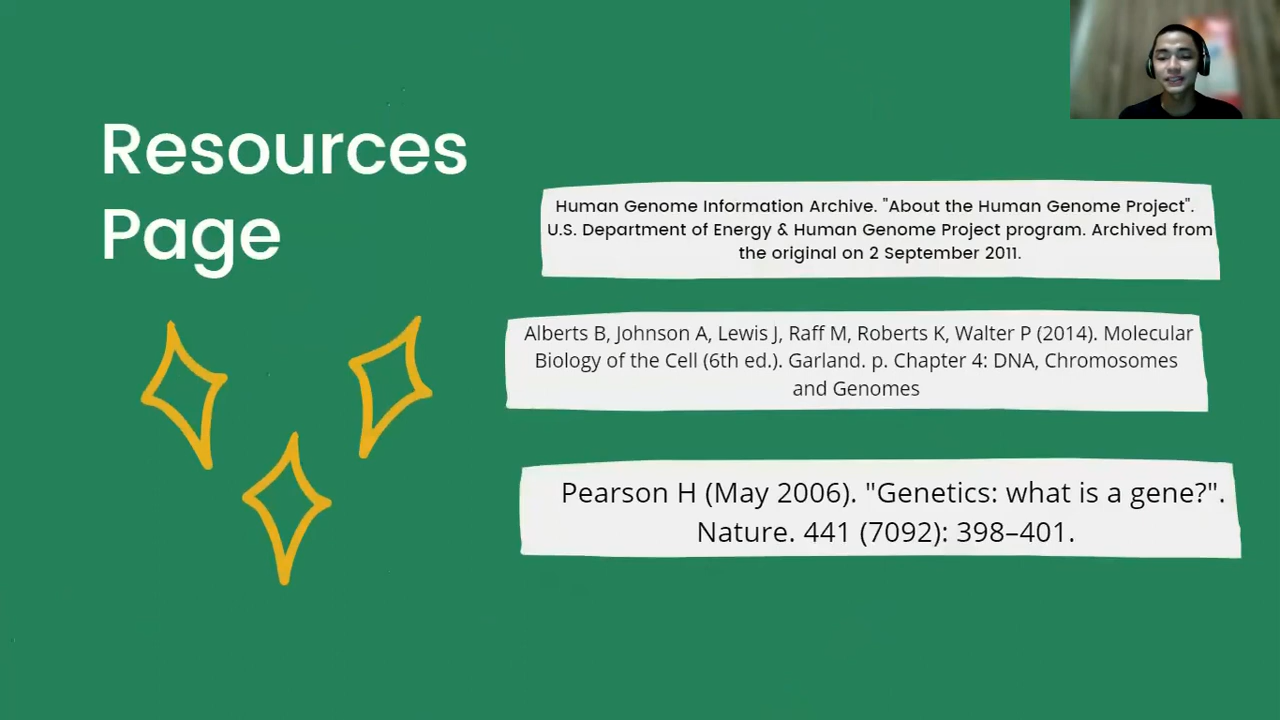 Resources
Page
Human Genome Information Archive. "About the Human Genome Project".
U.S. Department of Energy & Human Genome Project program. Archived from
the original on 2 September 2011.
Alberts B, Johnson A, Lewis J, Raff M, Roberts K, Walter P (2014). Molecular
Biology of the Cell (6th ed.). Garland. p. Chapter 4: DNA, Chromosomes
and Genomes
Pearson H (May 2006). "Genetics: what is a gene?".
Nature. 441 (7092): 398–401.